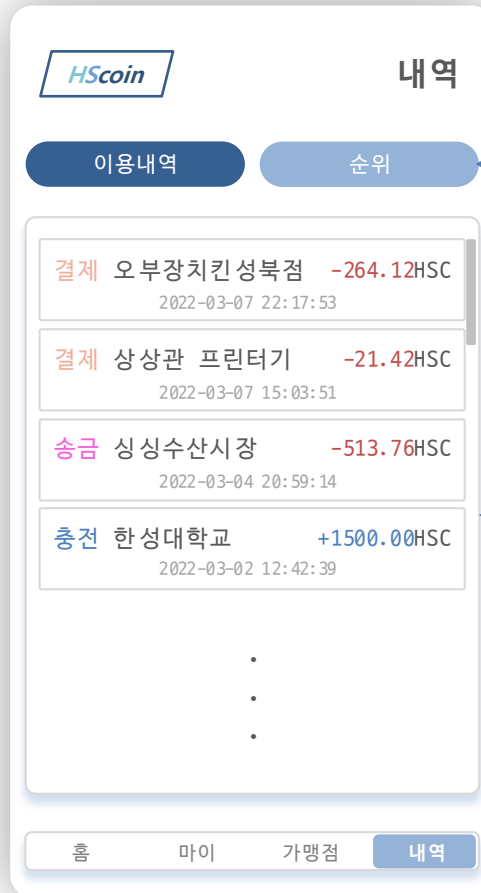 HScoin
내역
이용내역 순위
결제 오부장치킨성북점 -264.12HSC
2022-03-07 22:17:53
결제 상상관 프린터기 -21.42HSC
2022-03-07 15:03:51
송금 싱싱수산시장 -513.76HSC
2022-03-04 20:59:14
충전 한성대학교 +1500.00HSC
2022-03-02 12:42:39
.
.
.
홈 마이 가맹점 내역